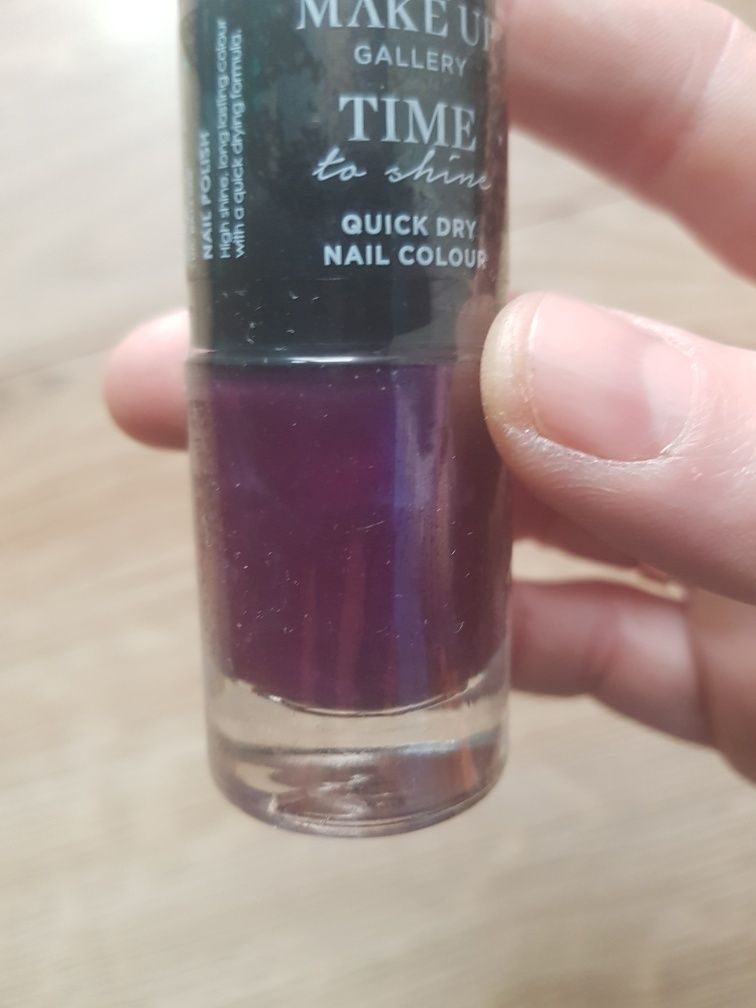 MAKE UP
GALLERY
TIME
to shine
QUICK DRY
NAIL COLOUR
NAIL POLISH
High shine, long lasting colour
with a quick drying formula.